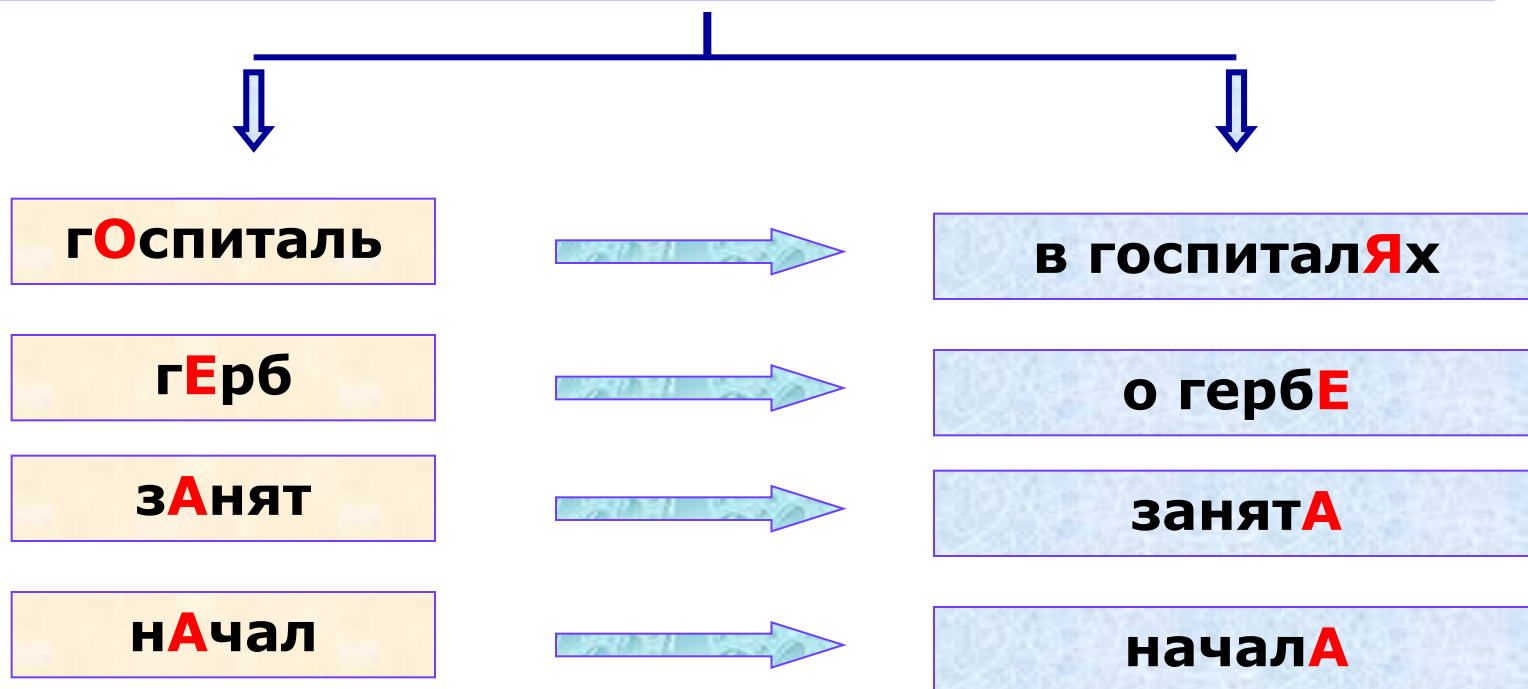 гОспиталь
в госпиталЯх
гЕрб
о гербЕ
зАнят
занятА
нАчал
началА